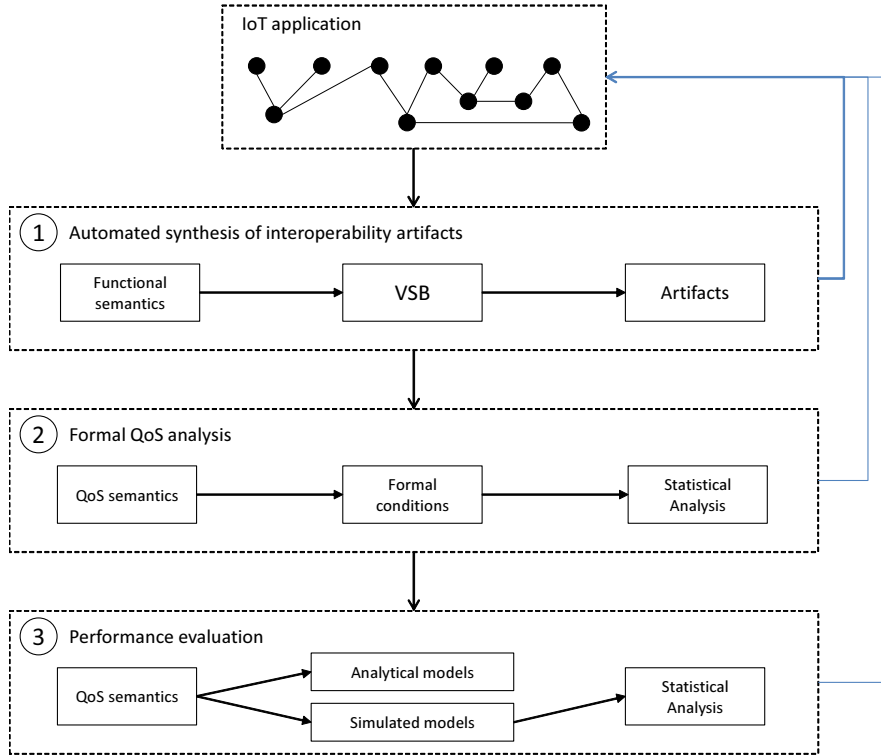 IoT application
1 Automated synthesis of interoperability artifacts
Functional
semantics
VSB
Artifacts
2 Formal QoS analysis
QoS semantics
Formal
conditions
Statistical
Analysis
3 Performance evaluation
QoS semantics
Analytical models
Simulated models
Statistical
Analysis